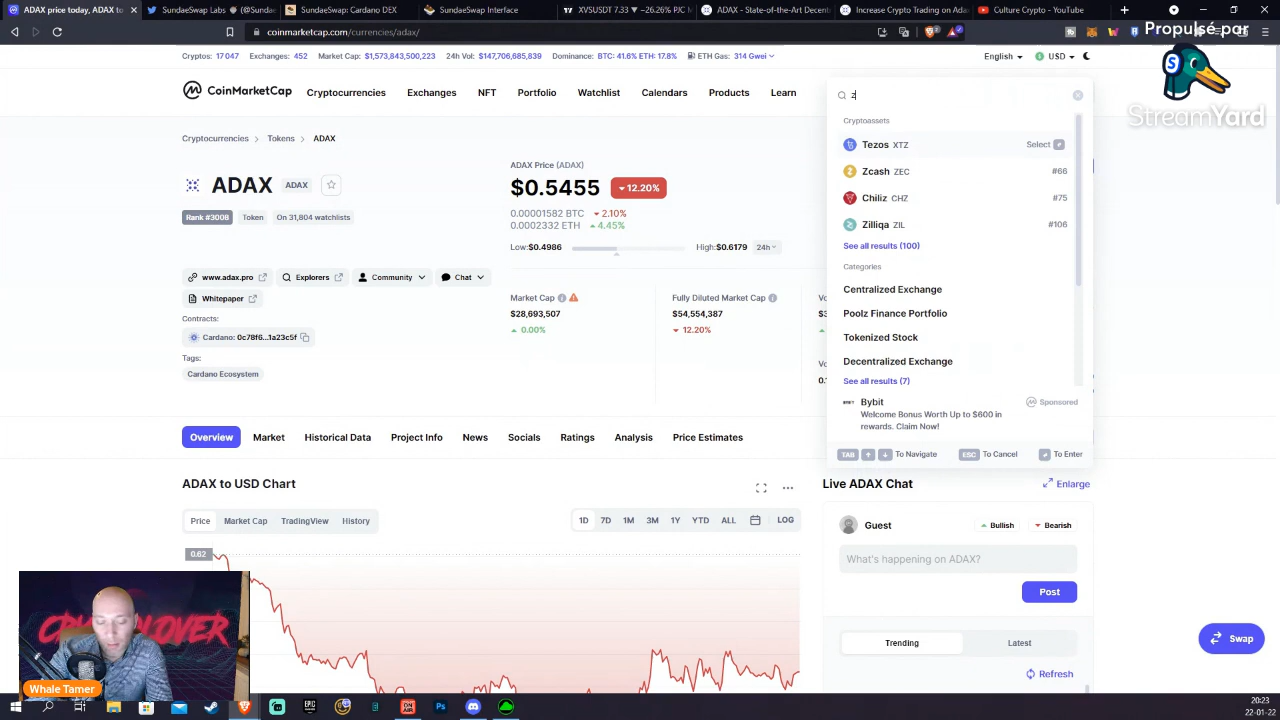 ADAX price today, ADAX to
SundaeSwap Labs
SundaeSwap: Cardano DEX
SundaeSwap Interface
XVSUSDT 7.33 ▼ −26.26% PJC M
ADAX - State-of-the-Art Decent
Increase Crypto Trading on Ada
Culture Crypto - YouTube
coinmarketcap.com/currencies/adax/
Propulsé par
StreamYard
Cryptos: 17 047 Exchanges: 452 Market Cap: $1,573,843,500,223 24h Vol: $147,706,685,839 Dominance: BTC: 41.6% ETH: 17.8% ETH Gas: 314 Gwei
English USD
CoinMarketCap
Cryptocurrencies Exchanges NFT Portfolio Watchlist Calendars Products Learn
z
Cryptoassets
Tezos XTZ Select
Zcash ZEC #66
Chiliz CHZ #75
Zilliqa ZIL #106
See all results (100)
Categories
Centralized Exchange
Poolz Finance Portfolio
Tokenized Stock
Decentralized Exchange
See all results (7)
Bybit Sponsored
Welcome Bonus Worth Up to $600 in
rewards. Claim Now!
TAB To Navigate ESC To Cancel To Enter
Cryptocurrencies > Tokens > ADAX
ADAX ADAX
Rank #3008 Token On 31,804 watchlists
ADAX Price (ADAX)
$0.5455 12.20%
0.00001582 BTC 2.10%
0.0002332 ETH 4.45%
Low: $0.4986 High: $0.6179 24h
www.adax.pro Explorers Community Chat
Whitepaper
Contracts:
Cardano: 0c78f6...1a23c5f
Tags:
Cardano Ecosystem
Market Cap
$28,693,507
0.00%
Fully Diluted Market Cap
$54,554,387
12.20%
Overview Market Historical Data Project Info News Socials Ratings Analysis Price Estimates
ADAX to USD Chart
Price Market Cap TradingView History
1D 7D 1M 3M 1Y YTD ALL LOG
0.62
Live ADAX Chat Enlarge
Guest Bullish Bearish
What's happening on ADAX?
Post
Trending Latest
Refresh
Swap
Whale Tamer
20:23
22-01-22